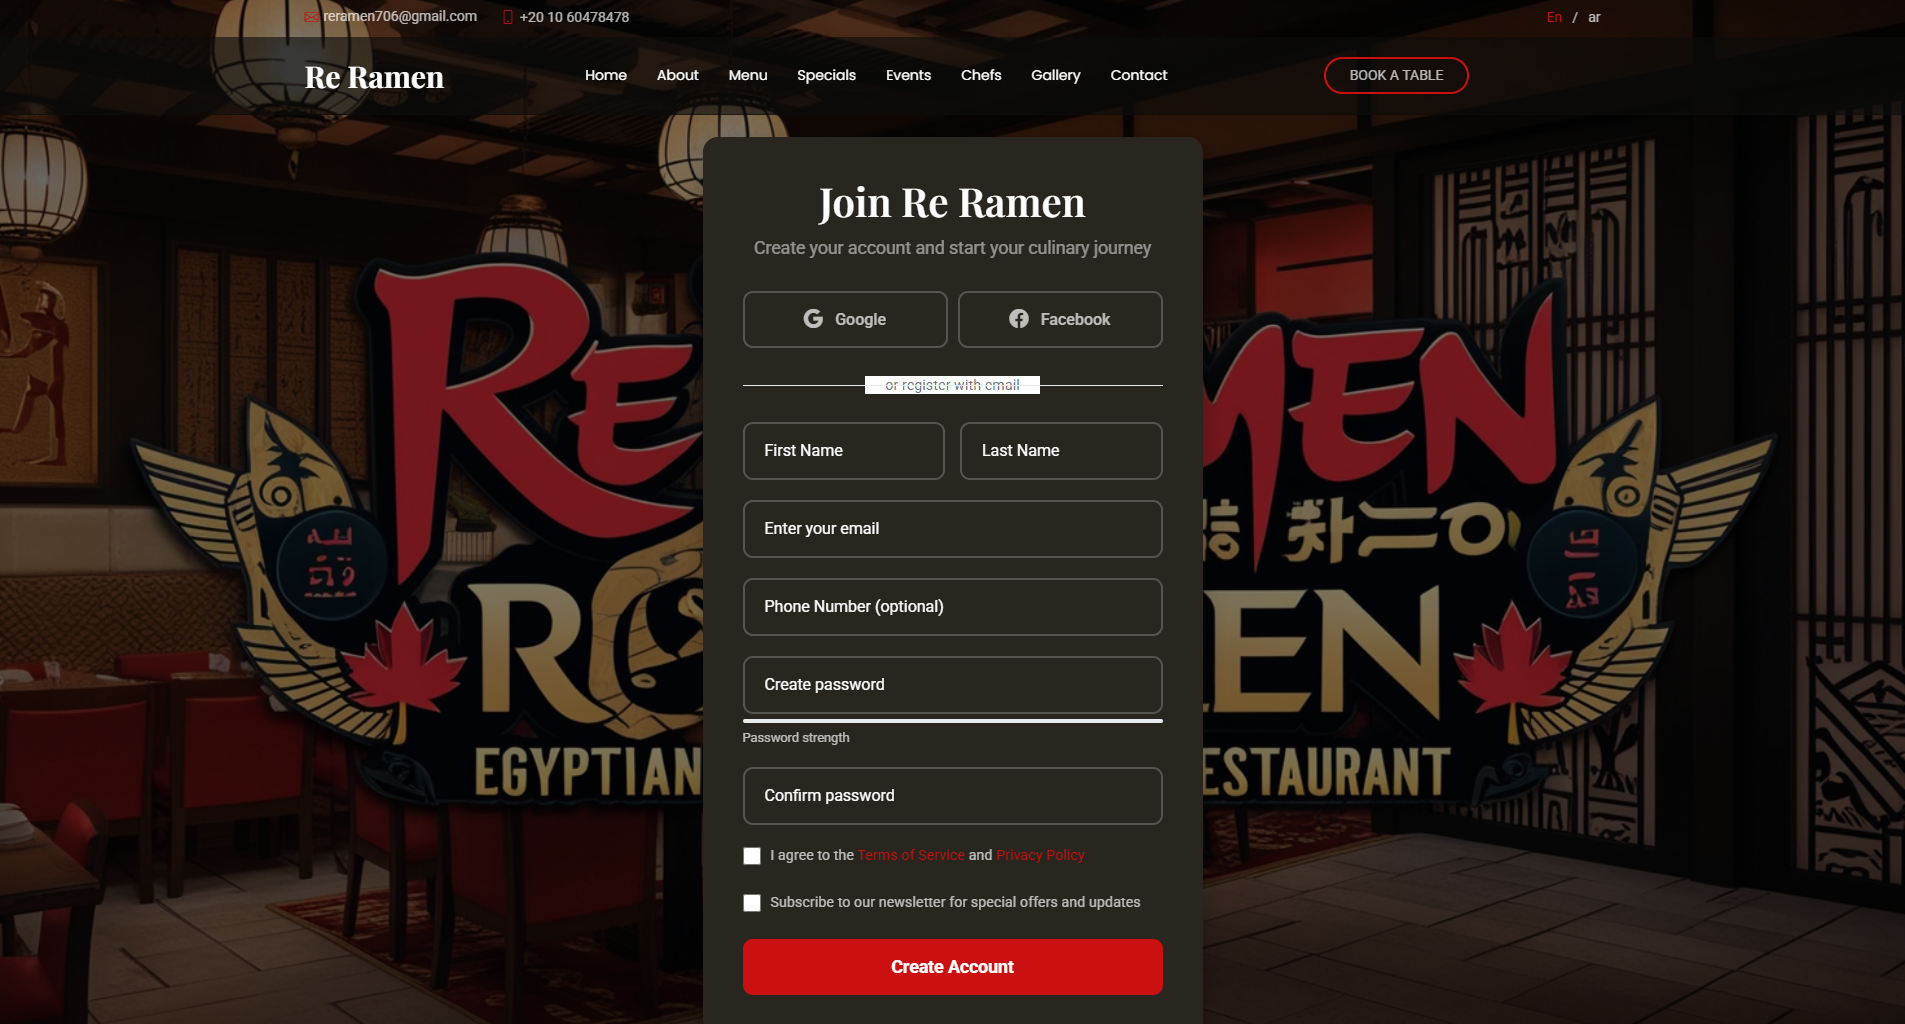 reramen706@gmail.com +20 10 60478478 En / ar
Re Ramen Home About Menu Specials Events Chefs Gallery Contact BOOK A TABLE
Join Re Ramen
Create your account and start your culinary journey
Google Facebook
or register with email
First Name Last Name
Enter your email
Phone Number (optional)
Create password
Password strength
Confirm password
I agree to the Terms of Service and Privacy Policy
Subscribe to our newsletter for special offers and updates
Create Account
RE MEN
EN
EGYPTIAN ESTAURANT